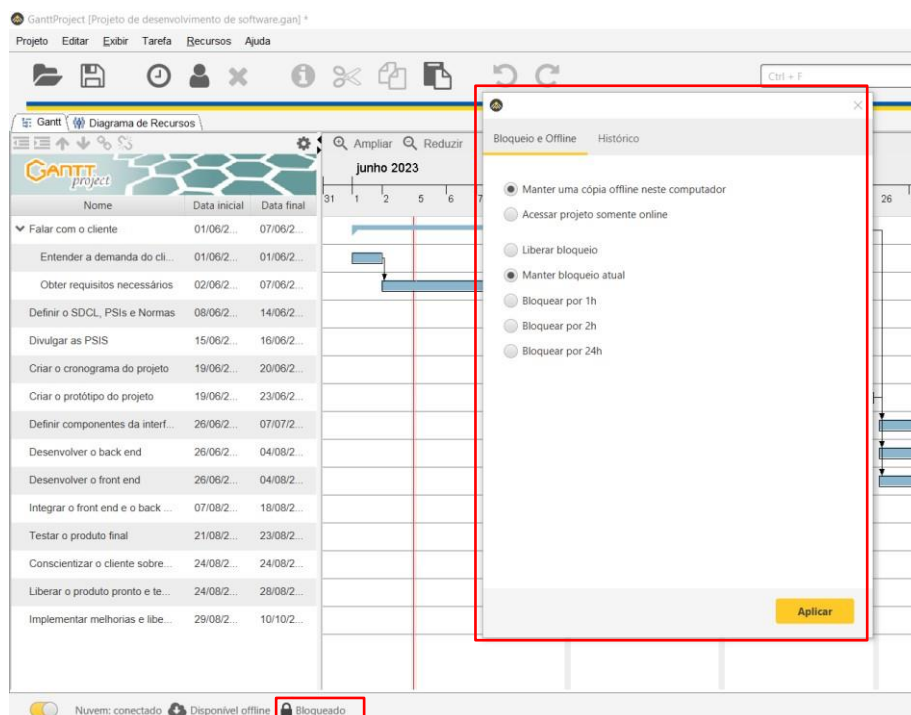 GanttProject [Projeto de desenvolvimento de software.gan] *
Projeto Editar Exibir Tarefa Recursos Ajuda
Ctrl + F
Gantt Diagrama de Recursos
Ampliar Reduzir
GANTT project
junho 2023
Nome Data inicial Data final
31 1 2 5 6 7 26
Falar com o cliente 01/06/2... 07/06/2...
Entender a demanda do cli... 01/06/2... 01/06/2...
Obter requisitos necessários 02/06/2... 07/06/2...
Definir o SDCL, PSIs e Normas 08/06/2... 14/06/2...
Divulgar as PSIS 15/06/2... 16/06/2...
Criar o cronograma do projeto 19/06/2... 20/06/2...
Criar o protótipo do projeto 19/06/2... 23/06/2...
Definir componentes da interf... 26/06/2... 07/07/2...
Desenvolver o back end 26/06/2... 04/08/2...
Desenvolver o front end 26/06/2... 04/08/2...
Integrar o front end e o back ... 07/08/2... 18/08/2...
Testar o produto final 21/08/2... 23/08/2...
Conscientizar o cliente sobre... 24/08/2... 24/08/2...
Liberar o produto pronto e te... 24/08/2... 28/08/2...
Implementar melhorias e libe... 29/08/2... 10/10/2...
Bloqueio e Offline Histórico
Manter uma cópia offline neste computador
Acessar projeto somente online
Liberar bloqueio
Manter bloqueio atual
Bloquear por 1h
Bloquear por 2h
Bloquear por 24h
Aplicar
Nuvem: conectado Disponível offline Bloqueado